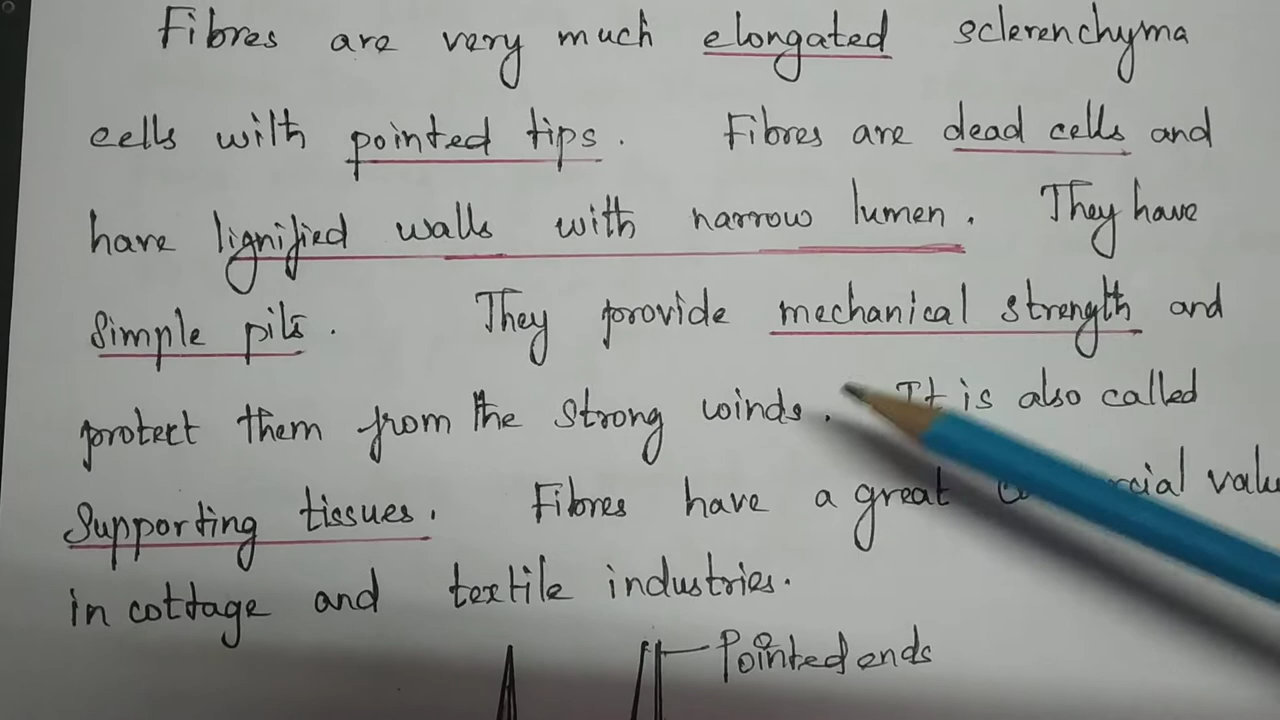 Fibres are very much elongated sclerenchyma
cells with pointed tips. Fibres are dead cells and
have lignified walls with narrow lumen. They have
Simple pits. They provide mechanical strength and
protect them from the strong winds. It is also called
Supporting tissues. Fibres have a great
in cottage and textile industries.
Pointed ends